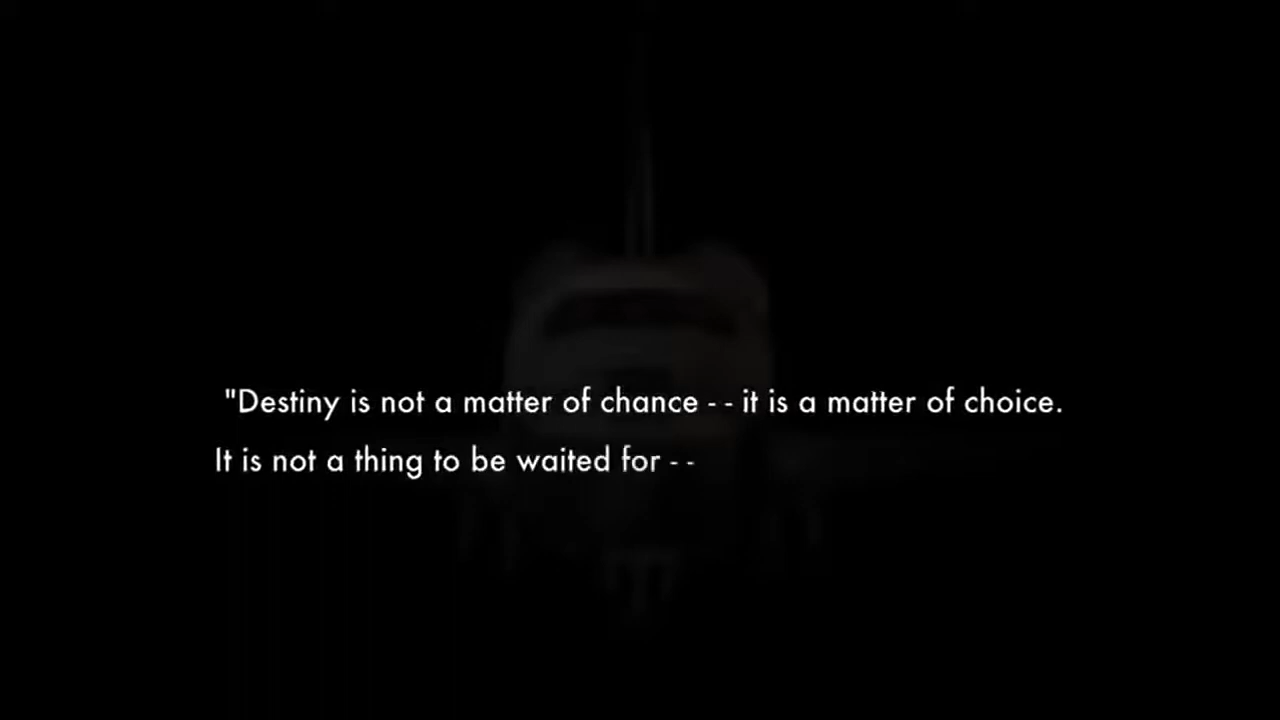 "Destiny is not a matter of chance - - it is a matter of choice.
It is not a thing to be waited for - -